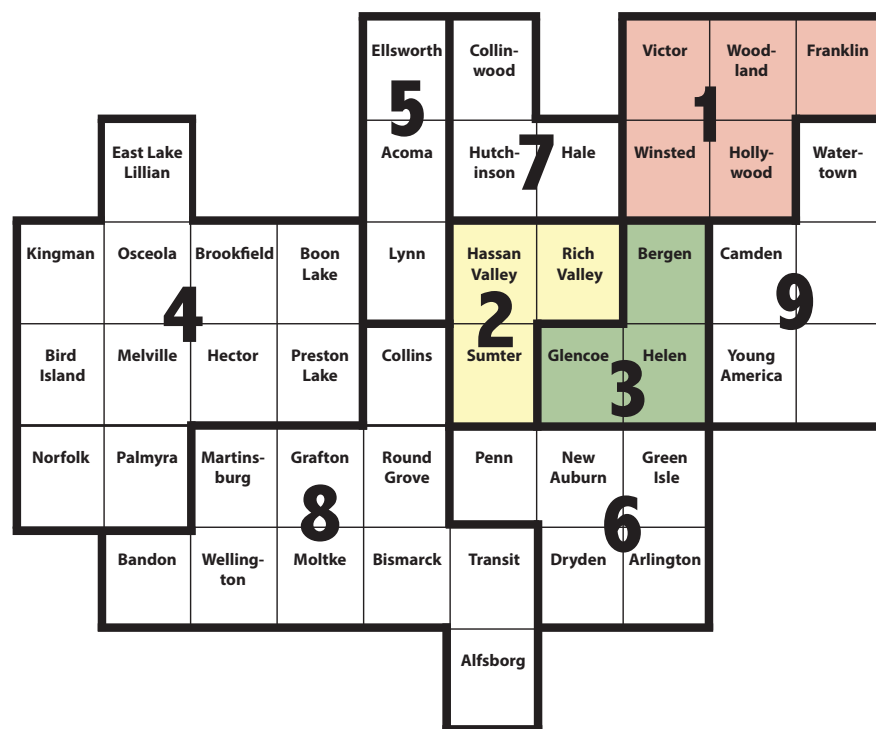 Ellsworth
Collin-
wood
Victor
Wood-
land
Franklin
5
1
East Lake
Lillian
Acoma
Hutch-
inson
7
Hale
Winsted
Holly-
wood
Water-
town
Kingman
Osceola
Brookfield
Boon
Lake
Lynn
Hassan
Valley
Rich
Valley
Bergen
Camden
4
2
9
Bird
Island
Melville
Hector
Preston
Lake
Collins
Sumter
Glencoe
Helen
Young
America
3
Norfolk
Palmyra
Martins-
burg
Grafton
Round
Grove
Penn
New
Auburn
Green
Isle
8
6
Bandon
Welling-
ton
Moltke
Bismarck
Transit
Dryden
Arlington
Alfsborg